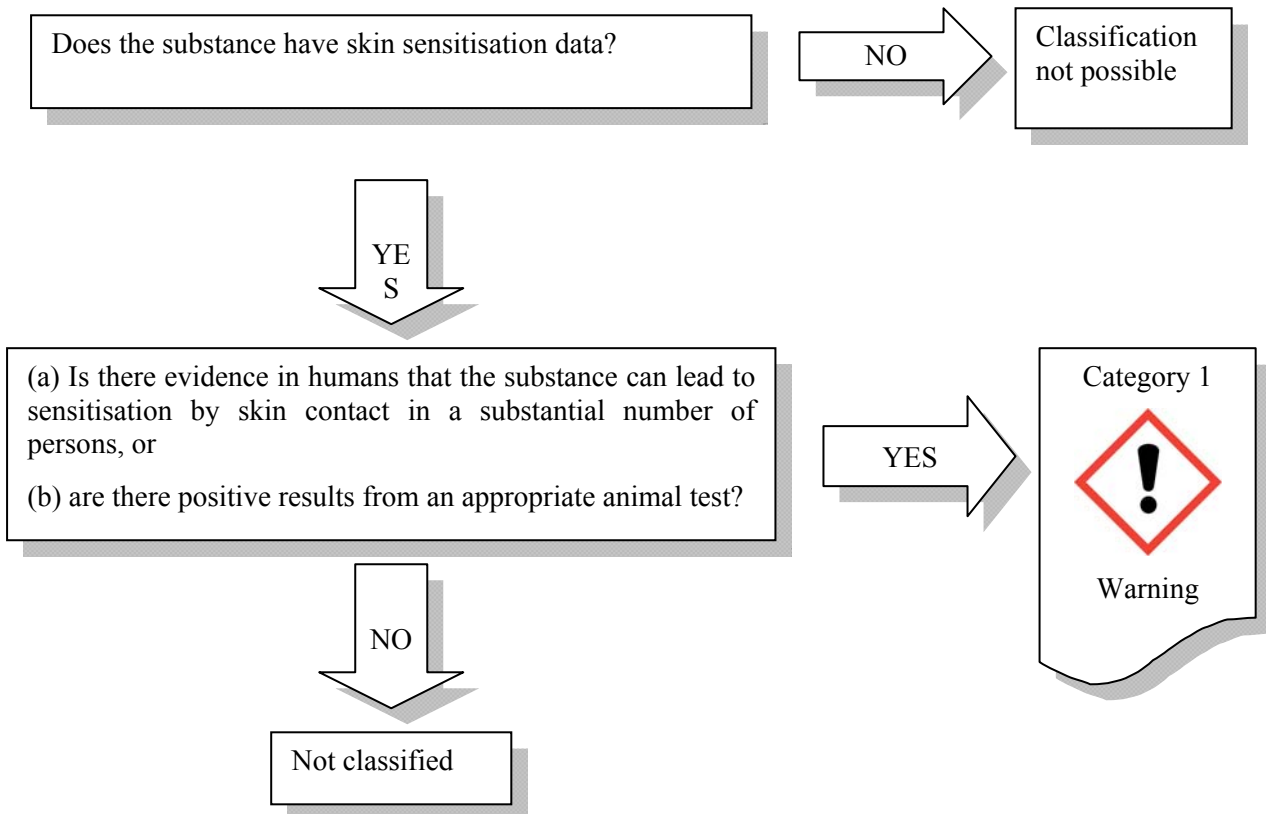 Does the substance have skin sensitisation data?
NO
Classification
not possible
YE
S
(a) Is there evidence in humans that the substance can lead to
sensitisation by skin contact in a substantial number of
persons, or
(b) are there positive results from an appropriate animal test?
YES
Category 1
Warning
NO
Not classified